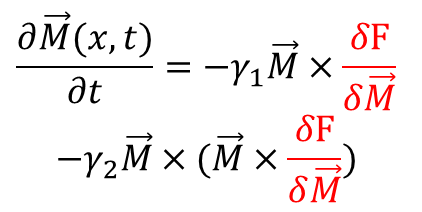 ∂M⃗(x, t)/∂t = −γ₁M⃗ × δF/δM⃗
−γ₂M⃗ × (M⃗ × δF/δM⃗)